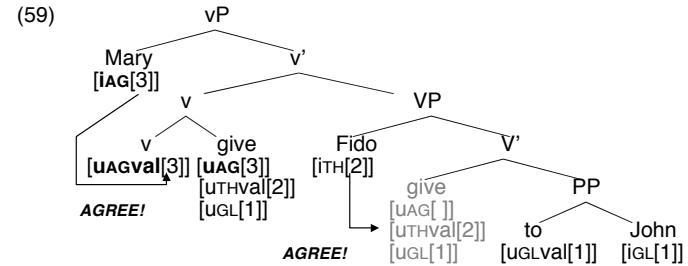 (59) vP
Mary v'
[iAG[3]]
v VP
v give Fido V'
[uAGval[3]] [uAG[3]] [iTH[2]]
[uTHval[2]] give PP
[uGL[1]] [uAG[ ]]
AGREE! [uTHval[2]] to John
AGREE! [uGL[1]] [uGLval[1]] [iGL[1]]